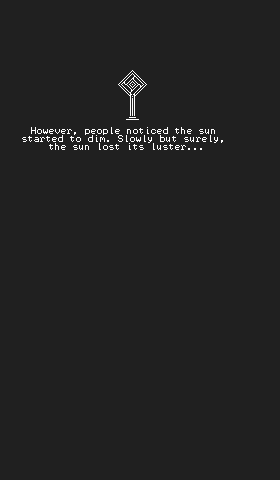 However, people noticed the sun
started to dim. Slowly but surely,
the sun lost its luster...